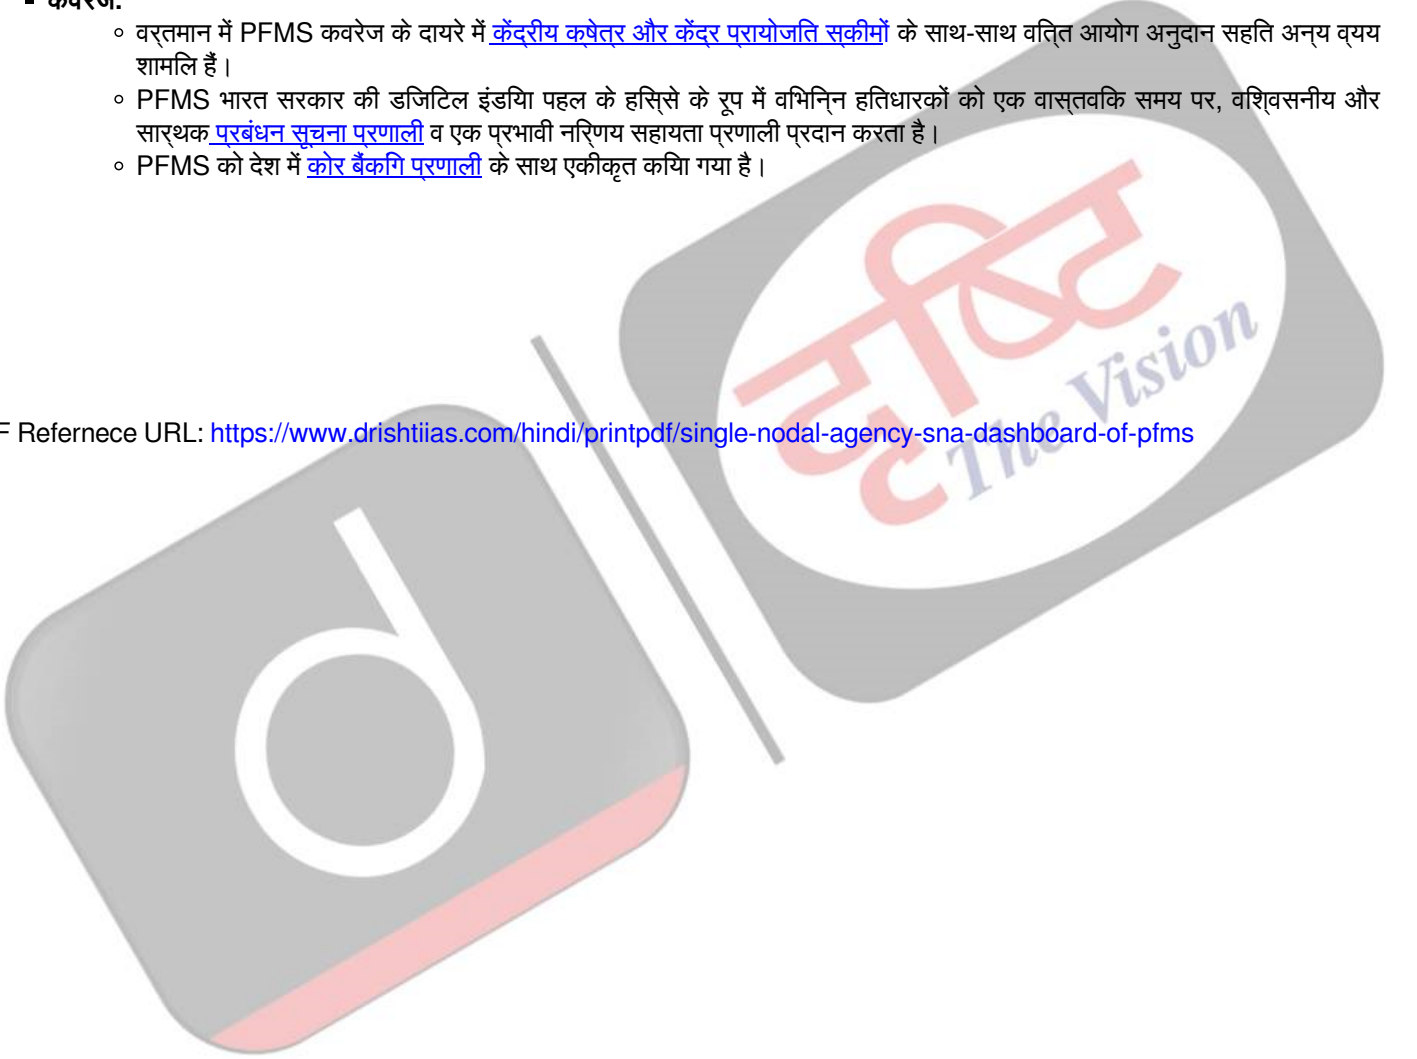 कवरेज:
वर्तमान में PFMS कवरेज के दायरे में केंद्रीय क्षेत्र और केंद्र प्रायोजित स्कीमों के साथ-साथ वित्त आयोग अनुदान सहित अन्य व्यय
शामिल हैं।
PFMS भारत सरकार की डिजिटल इंडिया पहल के हिस्से के रूप में विभिन्न हितधारकों को एक वास्तविक समय पर, विश्वसनीय और
सार्थक प्रबंधन सूचना प्रणाली व एक प्रभावी निर्णय सहायता प्रणाली प्रदान करता है।
PFMS को देश में कोर बैंकिंग प्रणाली के साथ एकीकृत किया गया है।
दृष्टि
The Vision
F Refernece URL: https://www.drishtiias.com/hindi/printpdf/single-nodal-agency-sna-dashboard-of-pfms
d